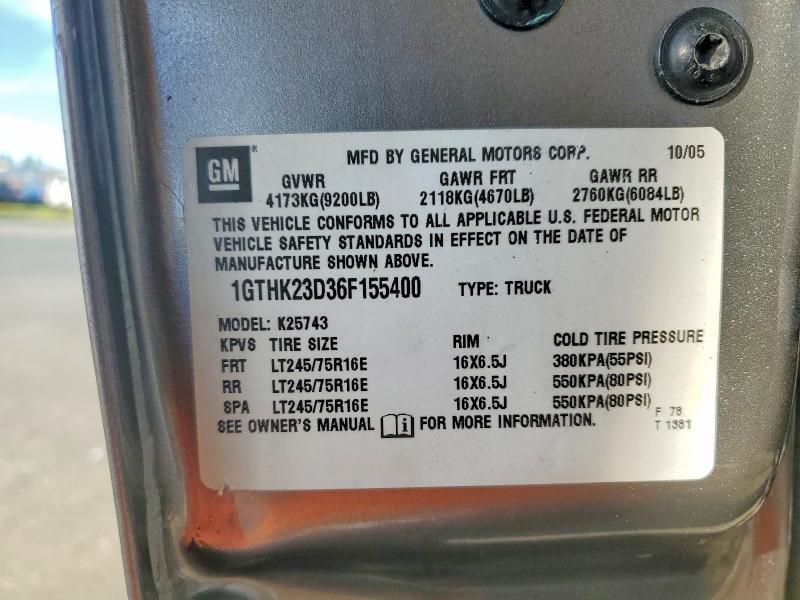 GM ® MFD BY GENERAL MOTORS CORP. 10/05
GVWR GAWR FRT GAWR RR
4173KG(9200LB) 2118KG(4670LB) 2760KG(6084LB)
THIS VEHICLE CONFORMS TO ALL APPLICABLE U.S. FEDERAL MOTOR
VEHICLE SAFETY STANDARDS IN EFFECT ON THE DATE OF
MANUFACTURE SHOWN ABOVE.
1GTHK23D36F155400 TYPE: TRUCK
MODEL: K25743
KPVS TIRE SIZE RIM COLD TIRE PRESSURE
FRT LT245/75R16E 16X6.5J 380KPA(55PSI)
RR LT245/75R16E 16X6.5J 550KPA(80PSI)
SPA LT245/75R16E 16X6.5J 550KPA(80PSI)
SEE OWNER'S MANUAL i FOR MORE INFORMATION.
F 78
T 1381